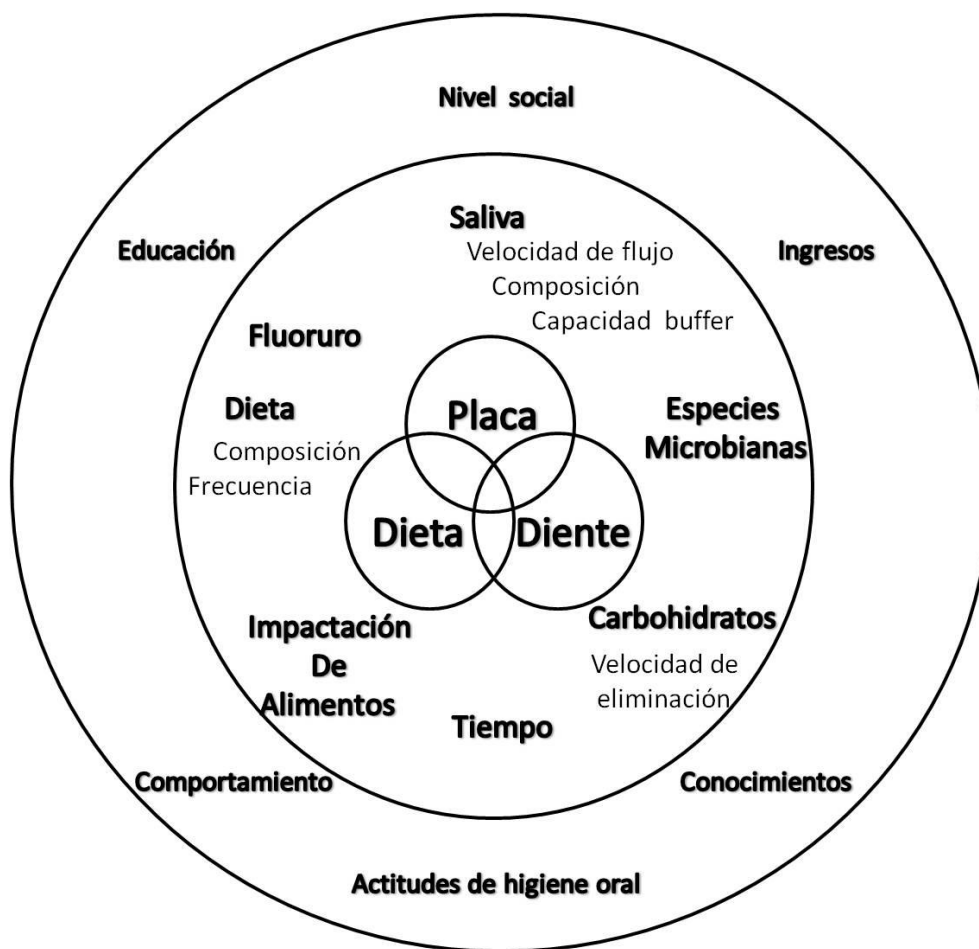 Nivel social
Educación
Ingresos
Saliva
Velocidad de flujo
Composición
Capacidad buffer
Fluoruro
Dieta
Composición
Frecuencia
Placa
Especies
Microbianas
Dieta
Diente
Impactación
De
Alimentos
Carbohidratos
Velocidad de
eliminación
Tiempo
Comportamiento
Conocimientos
Actitudes de higiene oral